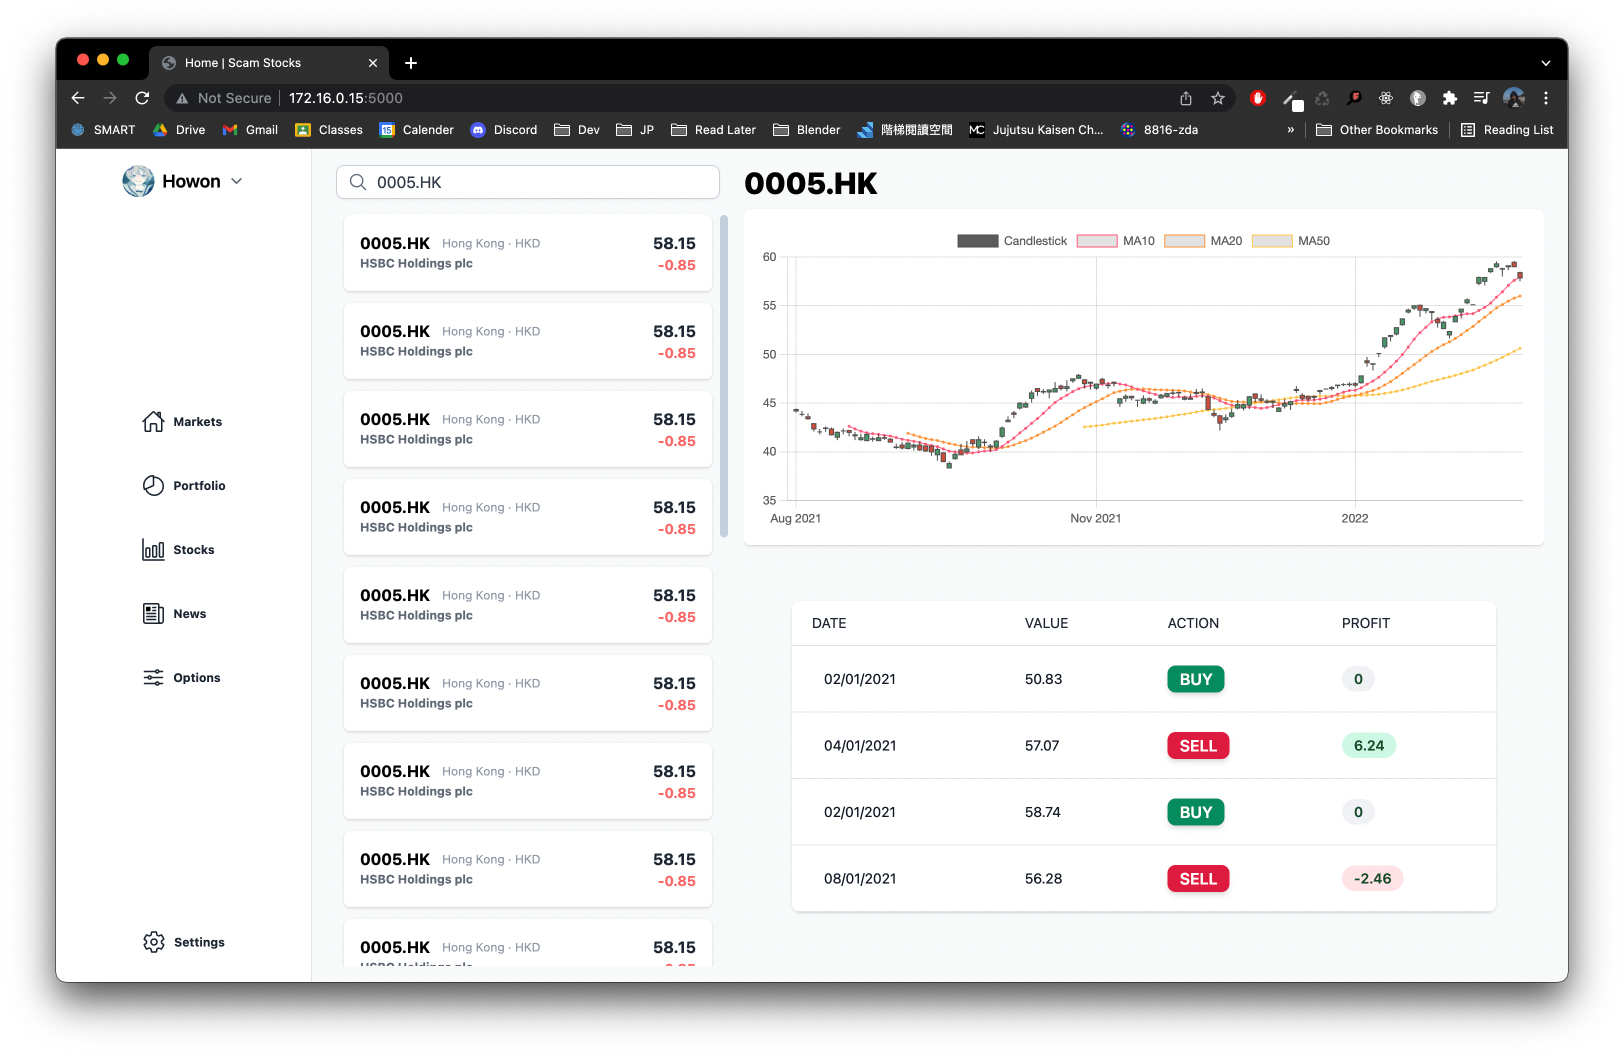 Home | Scam Stocks
Not Secure 172.16.0.15:5000
SMART Drive Gmail Classes 15 Calender Discord Dev JP Read Later Blender 階梯閱讀空間 MC Jujutsu Kaisen Ch... 8816-zda » Other Bookmarks Reading List
Howon
Markets
Portfolio
Stocks
News
Options
Settings
0005.HK
0005.HK Hong Kong · HKD 58.15
HSBC Holdings plc -0.85
0005.HK Hong Kong · HKD 58.15
HSBC Holdings plc -0.85
0005.HK Hong Kong · HKD 58.15
HSBC Holdings plc -0.85
0005.HK Hong Kong · HKD 58.15
HSBC Holdings plc -0.85
0005.HK Hong Kong · HKD 58.15
HSBC Holdings plc -0.85
0005.HK Hong Kong · HKD 58.15
HSBC Holdings plc -0.85
0005.HK Hong Kong · HKD 58.15
HSBC Holdings plc -0.85
0005.HK Hong Kong · HKD 58.15
HSBC Holdings plc -0.85
0005.HK Hong Kong · HKD 58.15
HSBC Holdings plc -0.85
0005.HK
Candlestick MA10 MA20 MA50
60
55
50
45
40
35
Aug 2021 Nov 2021 2022
DATE VALUE ACTION PROFIT
02/01/2021 50.83 BUY 0
04/01/2021 57.07 SELL 6.24
02/01/2021 58.74 BUY 0
08/01/2021 56.28 SELL -2.46